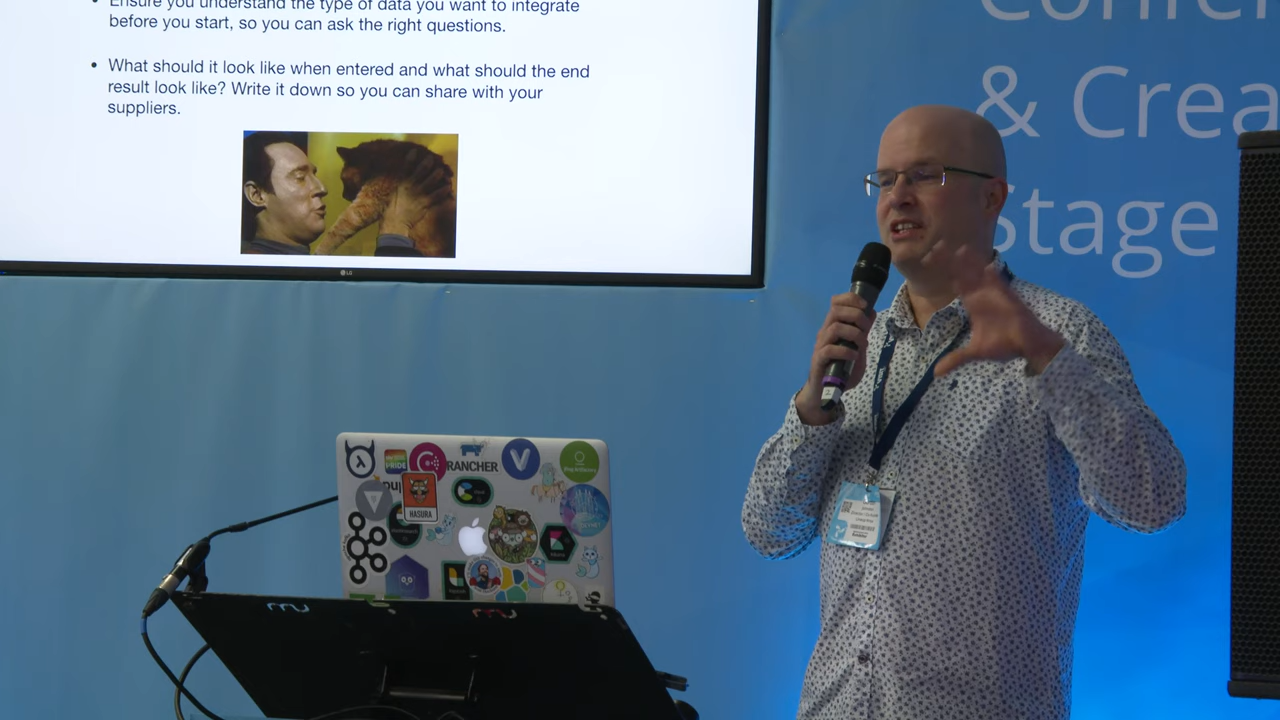 Ensure you understand the type of data you want to integrate
before you start, so you can ask the right questions.
• What should it look like when entered and what should the end
result look like? Write it down so you can share with your
suppliers.
LG
& Crea
Stage
PRIDE
RANCHER
HASURA